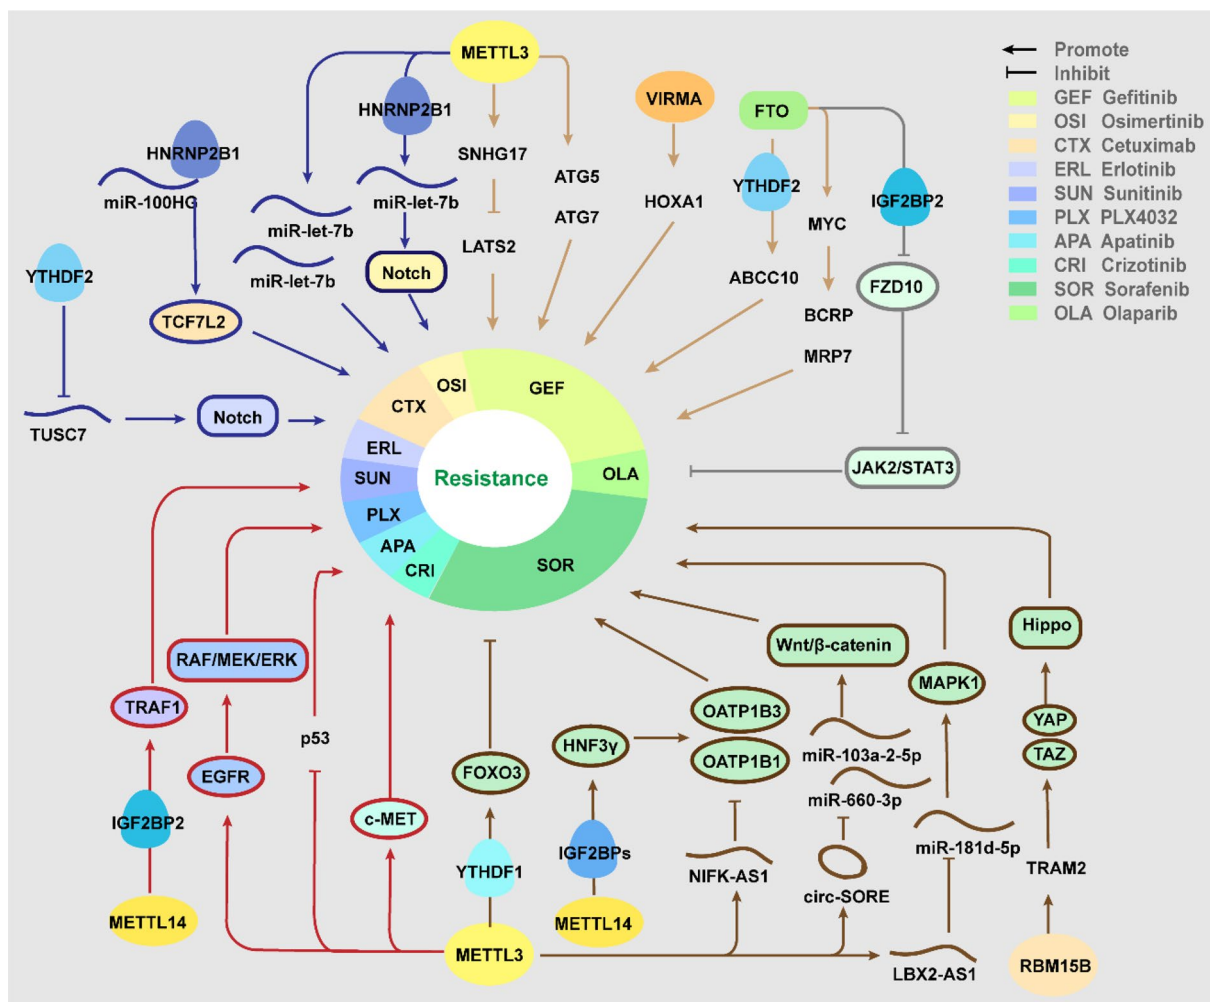 METTL3
Promote
Inhibit
GEF Gefitinib
OSI Osimertinib
CTX Cetuximab
ERL Erlotinib
SUN Sunitinib
PLX PLX4032
APA Apatinib
CRI Crizotinib
SOR Sorafenib
OLA Olaparib
HNRNP2B1
miR-100HG
TCF7L2
YTHDF2
TUSC7
Notch
miR-let-7b
miR-let-7b
HNRNP2B1
miR-let-7b
Notch
SNHG17
LATS2
ATG5
ATG7
VIRMA
HOXA1
FTO
YTHDF2
ABCC10
MYC
BCRP
MRP7
IGF2BP2
FZD10
JAK2/STAT3
OSI
GEF
CTX
ERL
SUN
PLX
APA
CRI
SOR
OLA
Resistance
TRAF1
IGF2BP2
METTL14
RAF/MEK/ERK
EGFR
p53
c-MET
FOXO3
YTHDF1
METTL3
HNF3γ
IGF2BPs
METTL14
OATP1B3
OATP1B1
NIFK-AS1
Wnt/β-catenin
miR-103a-2-5p
miR-660-3p
circ-SORE
MAPK1
miR-181d-5p
LBX2-AS1
Hippo
YAP
TAZ
TRAM2
RBM15B